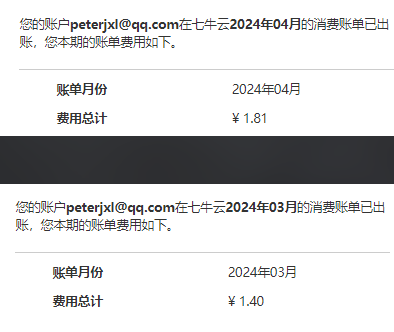 您的账户peterjxl@qq.com在七牛云2024年04月的消费账单已出
账，您本期的账单费用如下。
账单月份 2024年04月
费用总计 ¥ 1.81
您的账户peterjxl@qq.com在七牛云2024年03月的消费账单已出
账，您本期的账单费用如下。
账单月份 2024年03月
费用总计 ¥ 1.40